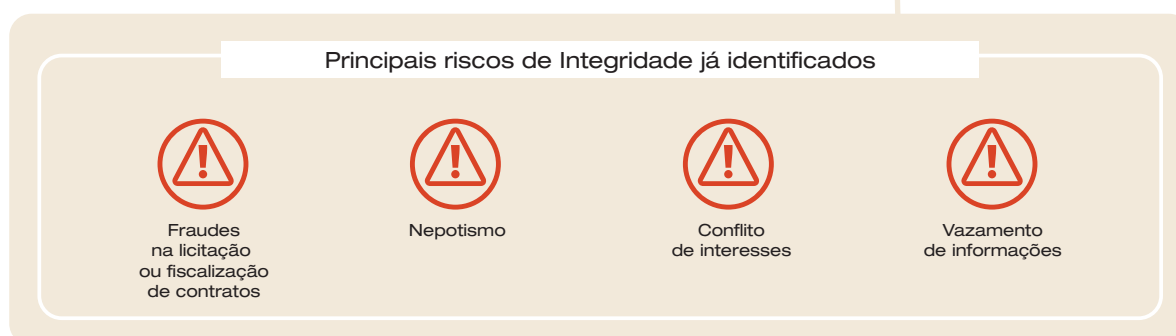 Principais riscos de Integridade já identificados
Fraudes
na licitação
ou fiscalização
de contratos
Nepotismo
Conflito
de interesses
Vazamento
de informações